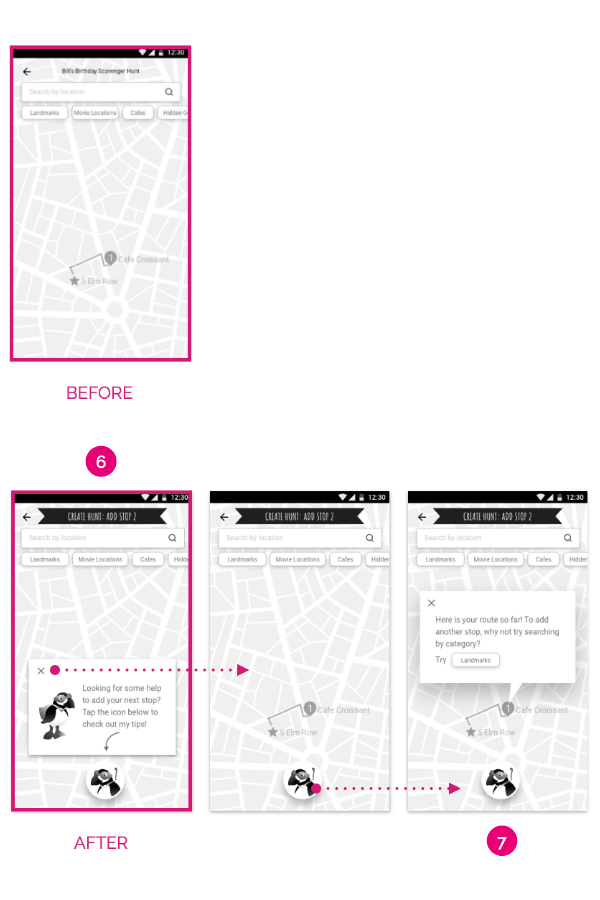 12:30
Bill's Birthday Scavenger Hunt
Search by location
Landmarks Movie Locations Cafes Hidden G
1 Cafe Croissant
5 Elm Row
BEFORE
6
12:30 12:30 12:30
CREATE HUNT: ADD STOP 2 CREATE HUNT: ADD STOP 2 CREATE HUNT: ADD STOP 2
Search by location Search by location Search by location
Landmarks Movie Locations Cafes Hidde Landmarks Movie Locations Cafes Hidden Landmarks Movie Locations Cafes Hidden
Looking for some help
to add your next stop?
Tap the icon below to
check out my tips!
1 Cafe Croissant
5 Elm Row
Here is your route so far! To add
another stop, why not try searching
by category?
Try Landmarks
1 Cafe Croissant
5 Elm Row
AFTER
7